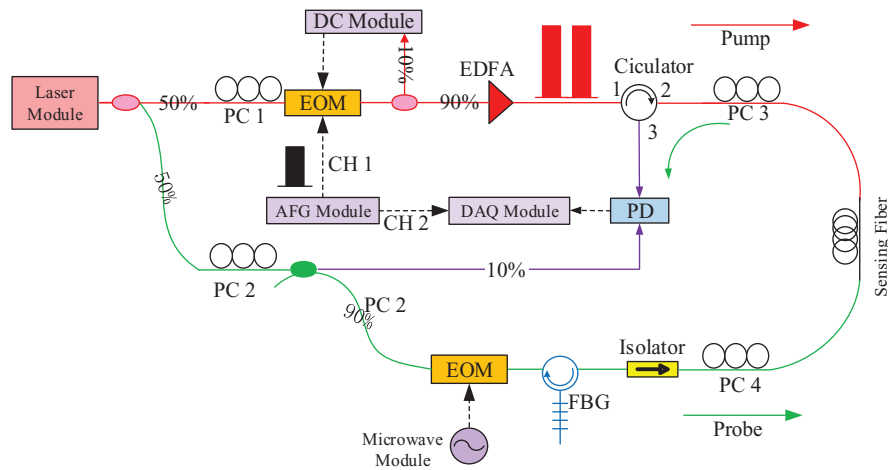 DC Module
Pump
10%
EDFA
Ciculator
Laser
Module
50%
PC 1
EOM
90%
1
2
3
PC 3
CH 1
50%
AFG Module
CH 2
DAQ Module
PD
Sensing Fiber
PC 2
10%
PC 2
90%
EOM
FBG
Isolator
PC 4
Probe
Microwave
Module